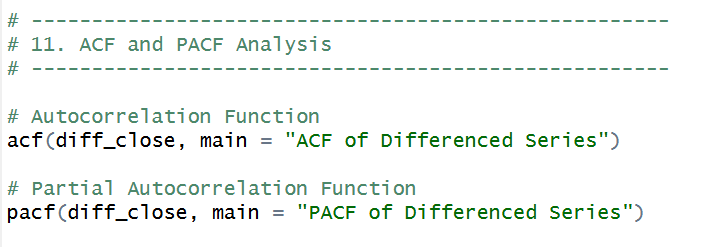 # -----------------------------------------------------
# 11. ACF and PACF Analysis
# -----------------------------------------------------
# Autocorrelation Function
acf(diff_close, main = "ACF of Differenced Series")
# Partial Autocorrelation Function
pacf(diff_close, main = "PACF of Differenced Series")